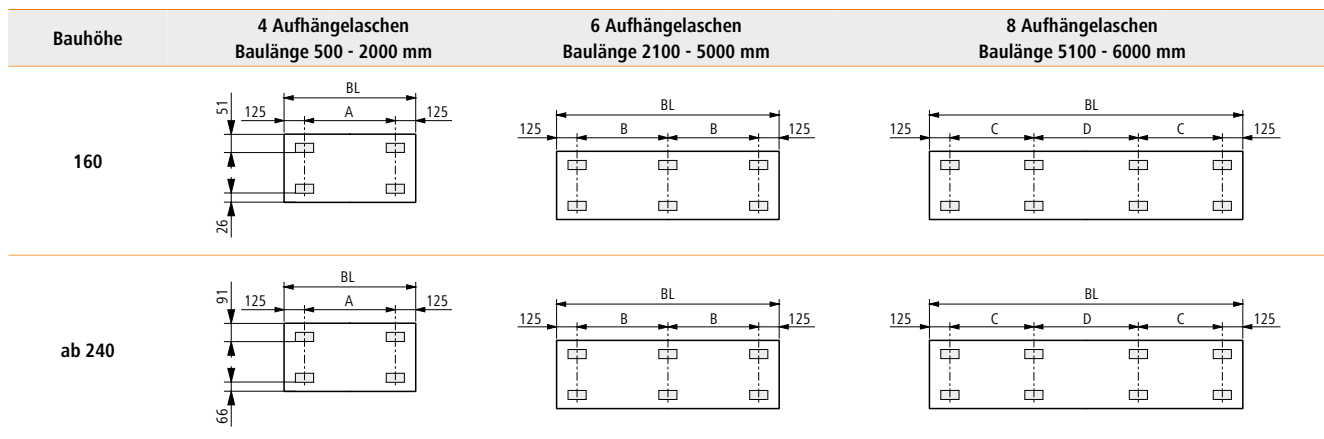 Bauhöhe
4 Aufhängelaschen
Baulänge 500 - 2000 mm
6 Aufhängelaschen
Baulänge 2100 - 5000 mm
8 Aufhängelaschen
Baulänge 5100 - 6000 mm
160
51
BL
125 A 125
26
BL
125 B B 125
BL
125 C D C 125
ab 240
91
BL
125 A 125
66
BL
125 B B 125
BL
125 C D C 125